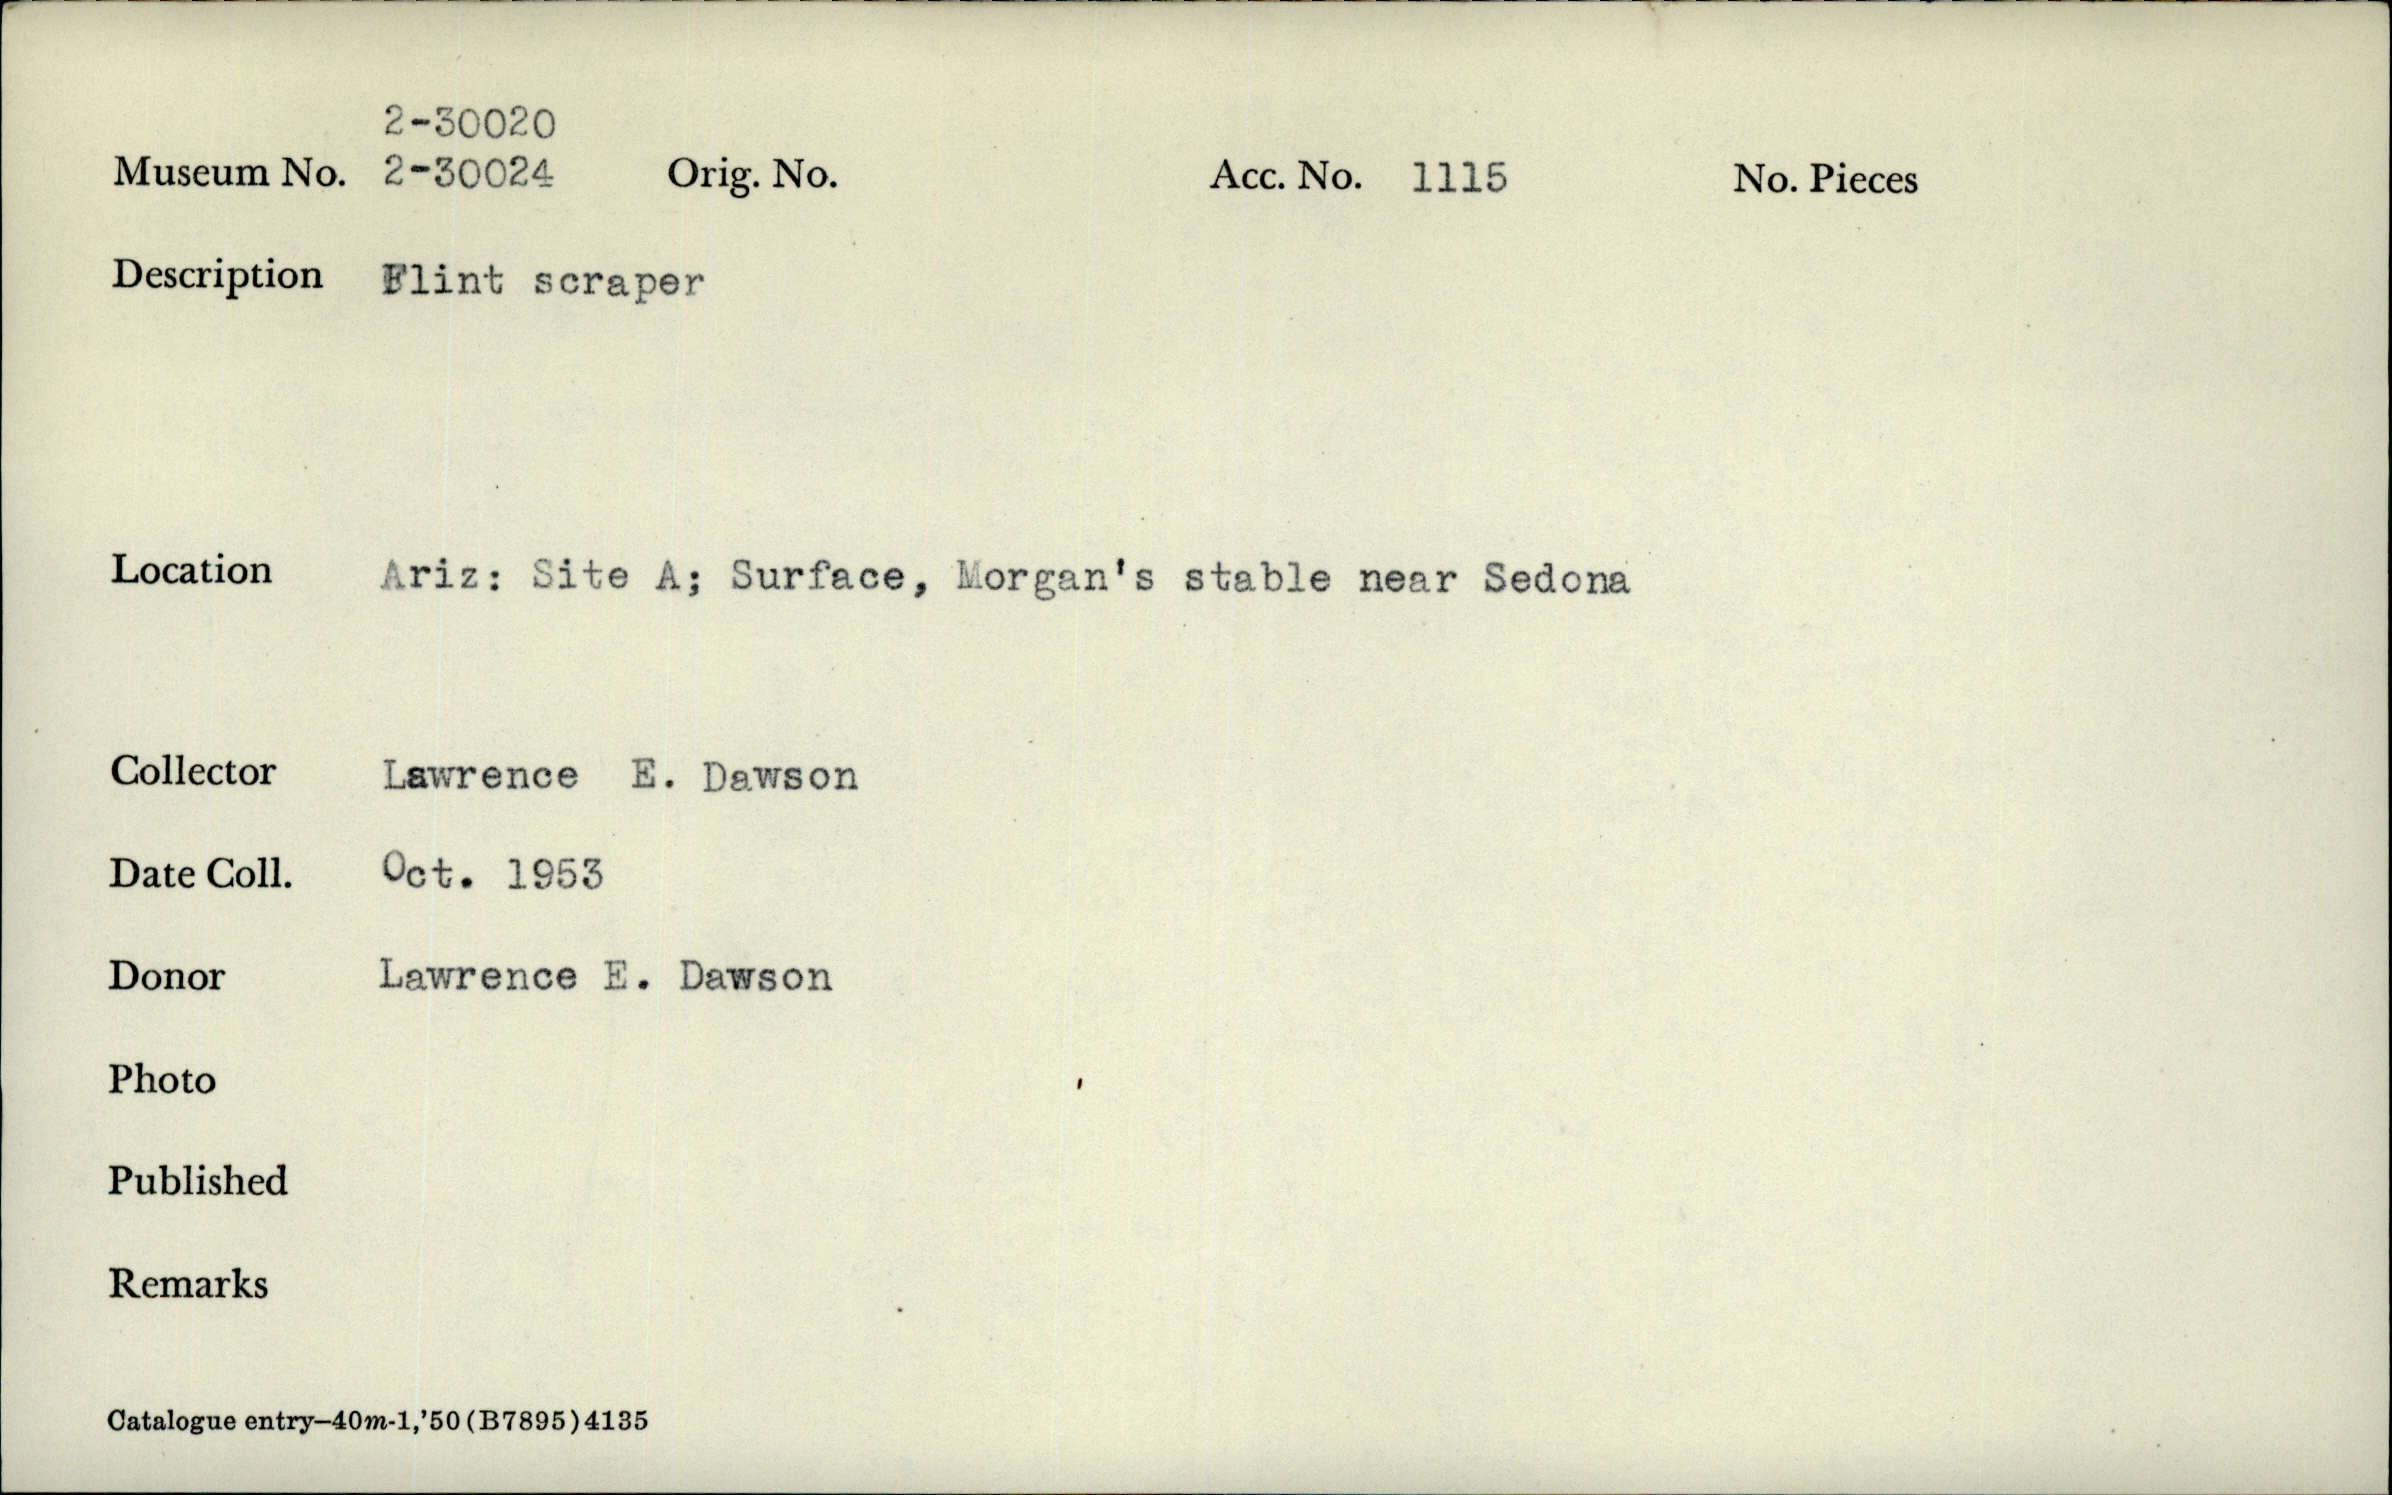 2-30020
Museum No. 2-30024 Orig. No. Acc. No. 1115 No. Pieces
Description Flint scraper
Location Ariz: Site A; Surface, Morgan's stable near Sedona
Collector Lawrence E. Dawson
Date Coll. Oct. 1953
Donor Lawrence E. Dawson
Photo
Published
Remarks
Catalogue entry—40m-1,'50(B7895)4135